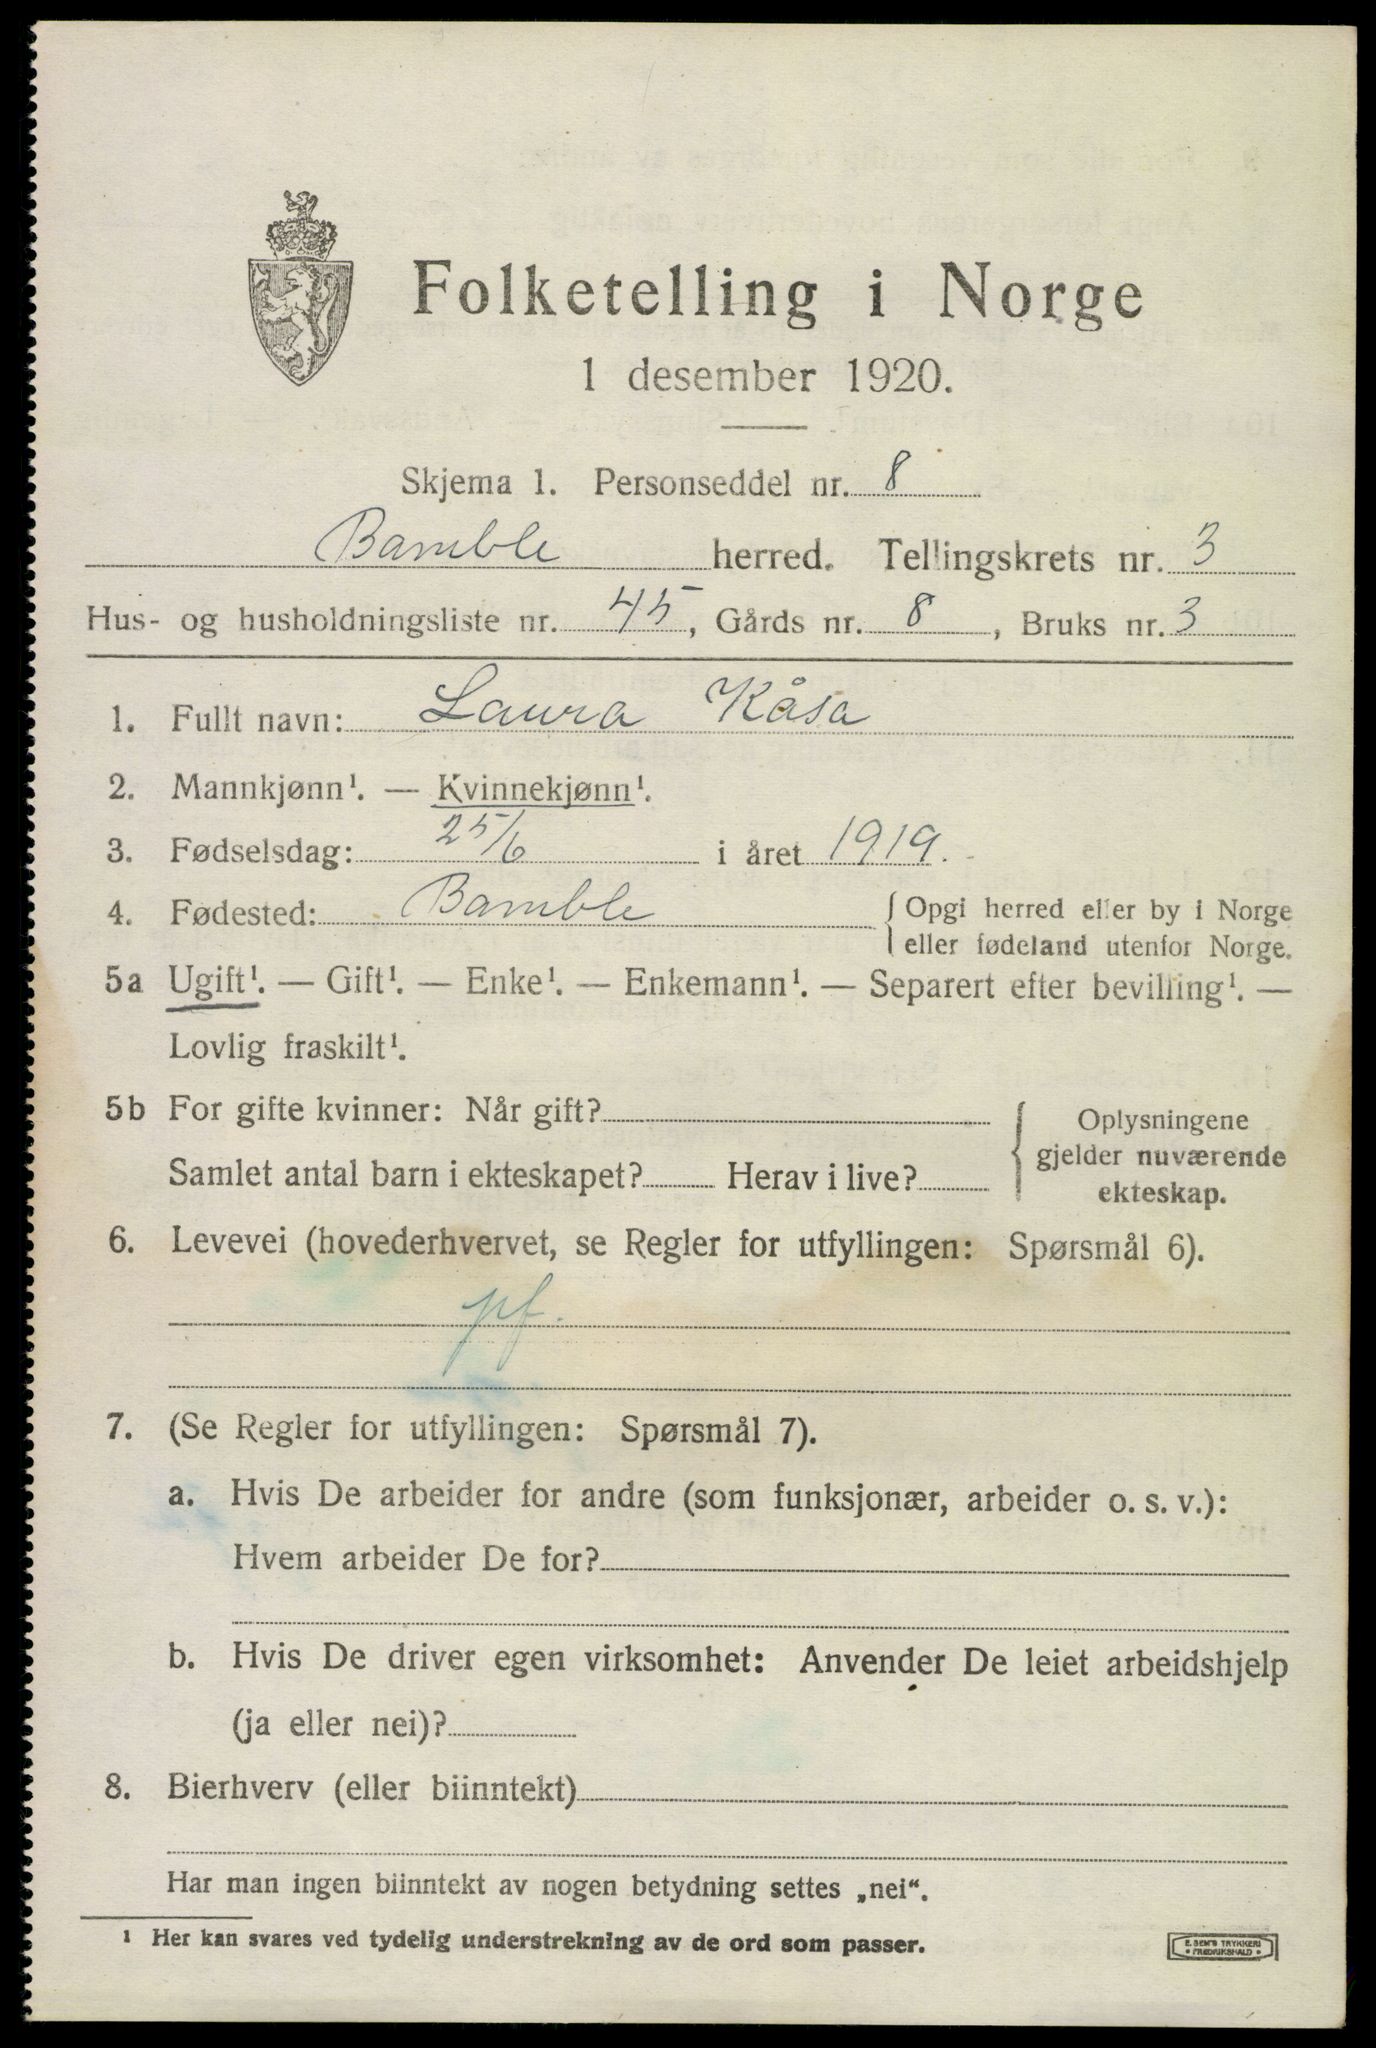 Folketelling i Norge
1 desember 1920.
Skjema 1. Personseddel nr. 8
Bamble herred. Tellingskrets nr. 3
Hus- og husholdningsliste nr. 45, Gårds nr. 8, Bruks nr. 3
1. Fullt navn: Laura Kåsa
2. Mannkjønn¹. — Kvinnekjønn¹.
3. Fødselsdag: 25/6 i året 1919.
4. Fødested: Bamble { Opgi herred eller by i Norge
eller fødeland utenfor Norge.
5a Ugift¹. — Gift¹. — Enke¹. — Enkemann¹. — Separert efter bevilling¹. —
Lovlig fraskilt¹.
5b For gifte kvinner: Når gift?
Samlet antal barn i ekteskapet? Herav i live?
{ Oplysningene
gjelder nuværende
ekteskap.
6. Levevei (hovederhvervet, se Regler for utfyllingen: Spørsmål 6).
pf.
7. (Se Regler for utfyllingen: Spørsmål 7).
a. Hvis De arbeider for andre (som funksjonær, arbeider o. s. v.):
Hvem arbeider De for?
b. Hvis De driver egen virksomhet: Anvender De leiet arbeidshjelp
(ja eller nei)?
8. Bierhverv (eller biinntekt)
Har man ingen biinntekt av nogen betydning settes „nei“.
¹ Her kan svares ved tydelig understrekning av de ord som passer.
E. SEM'S TRYKKERI
• FREDRIKSHALD •